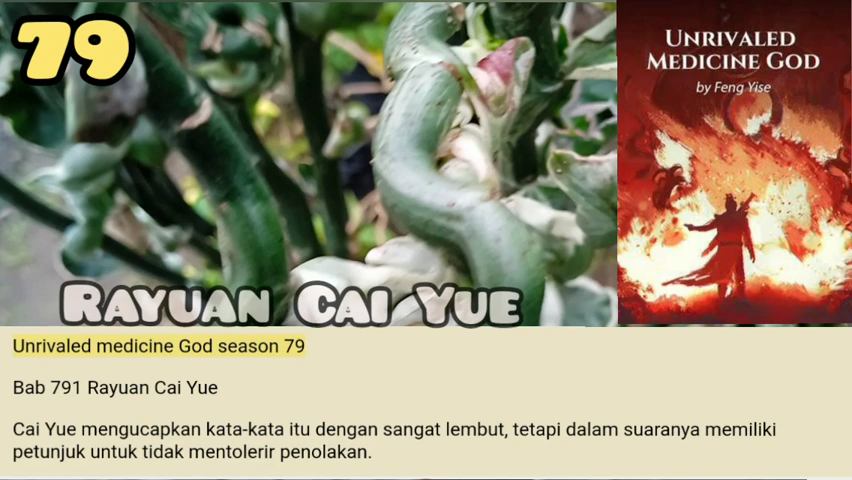 79
UNRIVALED
MEDICINE GOD
by Feng Yise
RAYUAN CAI YUE
Unrivaled medicine God season 79
Bab 791 Rayuan Cai Yue
Cai Yue mengucapkan kata-kata itu dengan sangat lembut, tetapi dalam suaranya memiliki
petunjuk untuk tidak mentolerir penolakan.